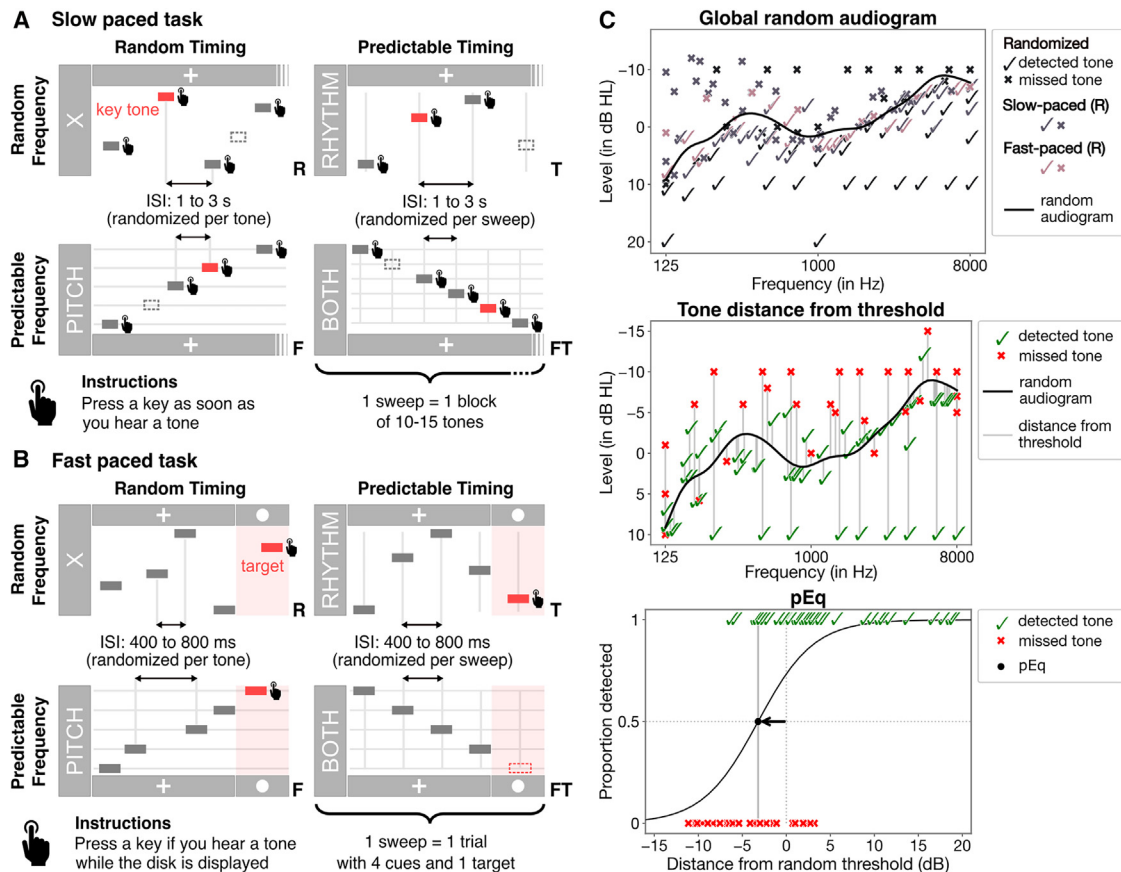 A Slow paced task
Random Timing
Predictable Timing
Random
Frequency
X
key tone
R
RHYTHM
T
ISI: 1 to 3 s
(randomized per tone)
ISI: 1 to 3 s
(randomized per sweep)
Predictable
Frequency
PITCH
F
BOTH
FT
Instructions
Press a key as soon as
you hear a tone
1 sweep = 1 block
of 10-15 tones
B Fast paced task
Random Timing
Predictable Timing
Random
Frequency
X
target
R
RHYTHM
T
ISI: 400 to 800 ms
(randomized per tone)
ISI: 400 to 800 ms
(randomized per sweep)
Predictable
Frequency
PITCH
F
BOTH
FT
Instructions
Press a key if you hear a tone
while the disk is displayed
1 sweep = 1 trial
with 4 cues and 1 target
C Global random audiogram
Level (in dB HL)
-10
0
10
20
125 1000 8000
Frequency (in Hz)
Randomized
detected tone
missed tone
Slow-paced (R)
Fast-paced (R)
random
audiogram
Tone distance from threshold
Level (in dB HL)
-15
-10
-5
0
5
10
125 1000 8000
Frequency (in Hz)
detected tone
missed tone
random
audiogram
distance from
threshold
pEq
Proportion detected
1
0.5
0
-15 -10 -5 0 5 10 15 20
Distance from random threshold (dB)
detected tone
missed tone
pEq